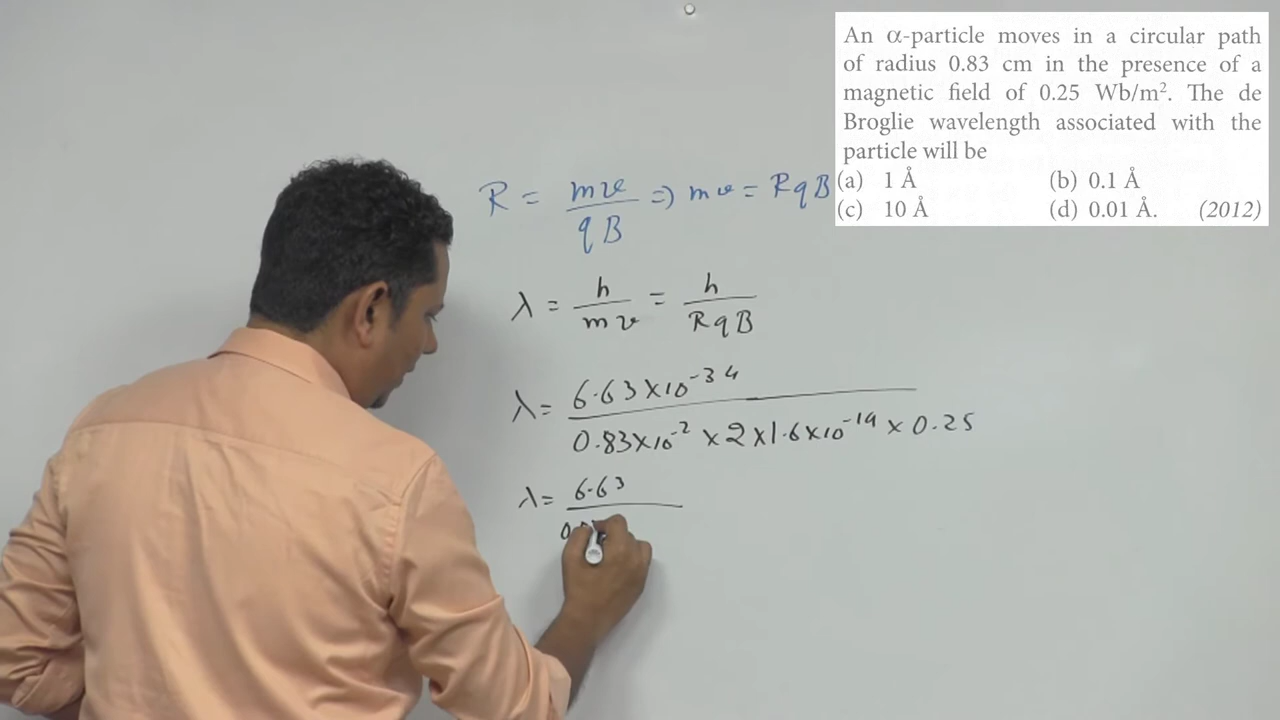 An α-particle moves in a circular path
of radius 0.83 cm in the presence of a
magnetic field of 0.25 Wb/m². The de
Broglie wavelength associated with the
particle will be
(a) 1 Å (b) 0.1 Å
(c) 10 Å (d) 0.01 Å. (2012)
R = mv/qB => mv = RqB
λ = h/mv = h/RqB
λ = 6.63×10⁻³⁴/0.83×10⁻² × 2×1.6×10⁻¹⁹ × 0.25
λ = 6.63